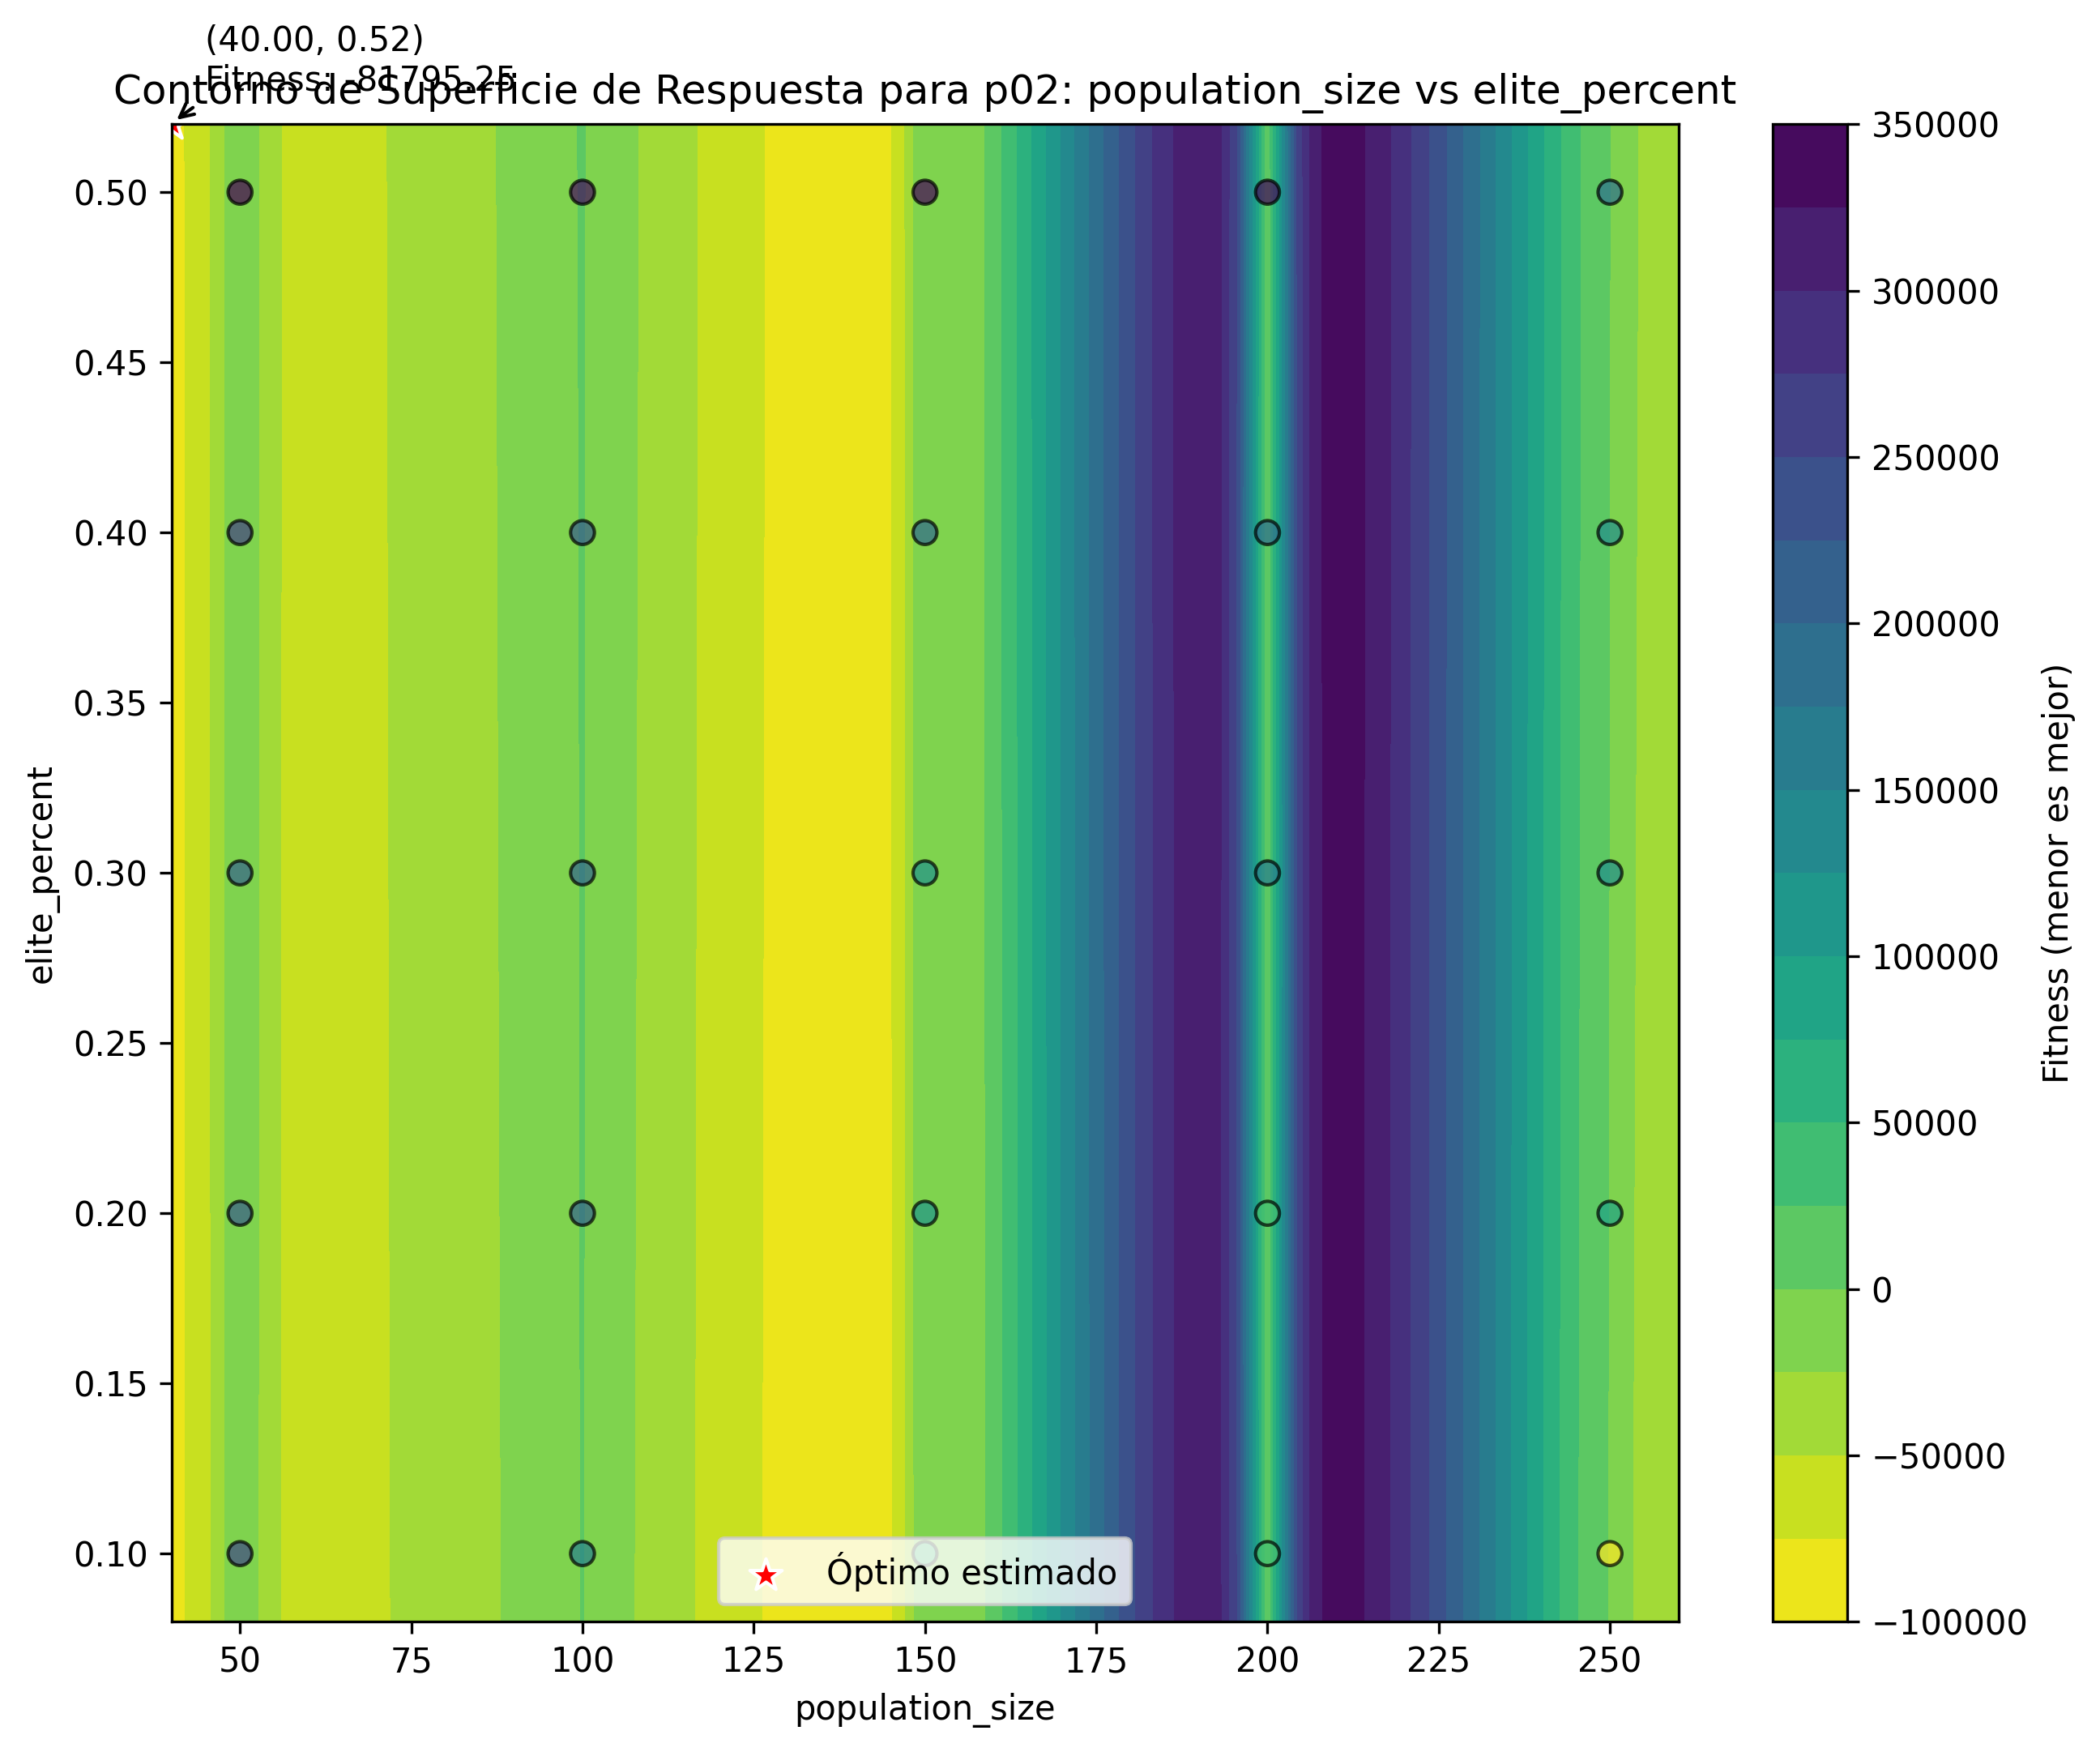 (40.00, 0.52)
Fitness: -81795.25
Contorno de Superficie de Respuesta para p02: population_size vs elite_percent
elite_percent
0.50
0.45
0.40
0.35
0.30
0.25
0.20
0.15
0.10
50 75 100 125 150 175 200 225 250
population_size
Óptimo estimado
350000
300000
250000
200000
150000
100000
50000
0
−50000
−100000
Fitness (menor es mejor)